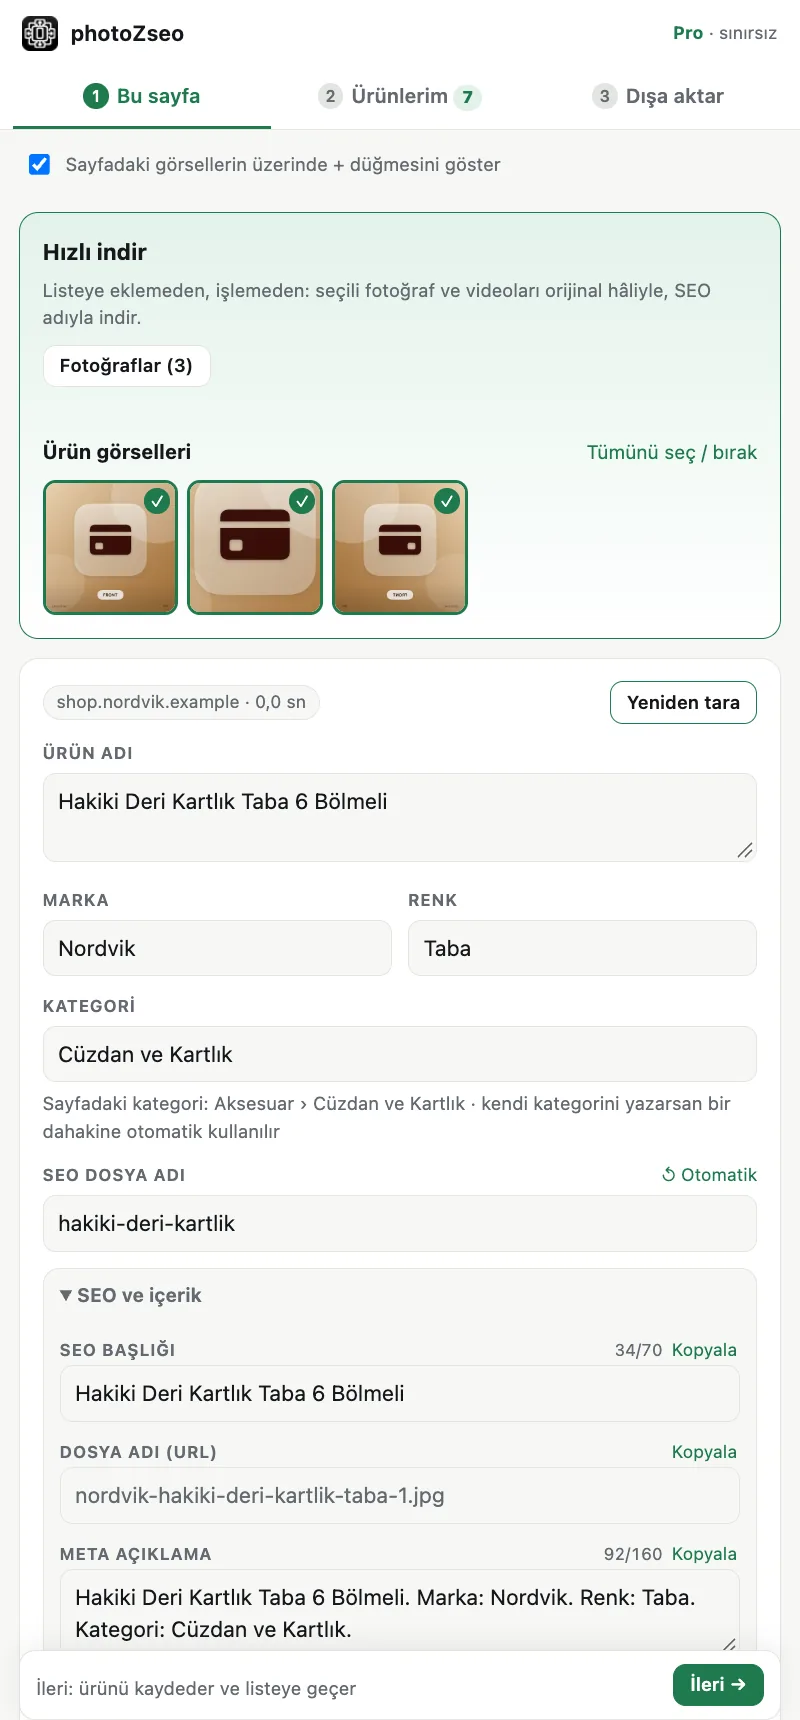 photoZseo
Pro · sınırsız
1 Bu sayfa
2 Ürünlerim 7
3 Dışa aktar
Sayfadaki görsellerin üzerinde + düğmesini göster
Hızlı indir
Listeye eklemeden, işlemeden: seçili fotoğraf ve videoları orijinal hâliyle, SEO
adıyla indir.
Fotoğraflar (3)
Ürün görselleri
Tümünü seç / bırak
FRONT
shop.nordvik.example · 0,0 sn
Yeniden tara
ÜRÜN ADI
Hakiki Deri Kartlık Taba 6 Bölmeli
MARKA
RENK
Nordvik
Taba
KATEGORİ
Cüzdan ve Kartlık
Sayfadaki kategori: Aksesuar › Cüzdan ve Kartlık · kendi kategorini yazarsan bir
dahakine otomatik kullanılır
SEO DOSYA ADI
↺ Otomatik
hakiki-deri-kartlik
▼ SEO ve içerik
SEO BAŞLIĞI
34/70 Kopyala
Hakiki Deri Kartlık Taba 6 Bölmeli
DOSYA ADI (URL)
Kopyala
nordvik-hakiki-deri-kartlik-taba-1.jpg
META AÇIKLAMA
92/160 Kopyala
Hakiki Deri Kartlık Taba 6 Bölmeli. Marka: Nordvik. Renk: Taba.
Kategori: Cüzdan ve Kartlık.
İleri: ürünü kaydeder ve listeye geçer
İleri →